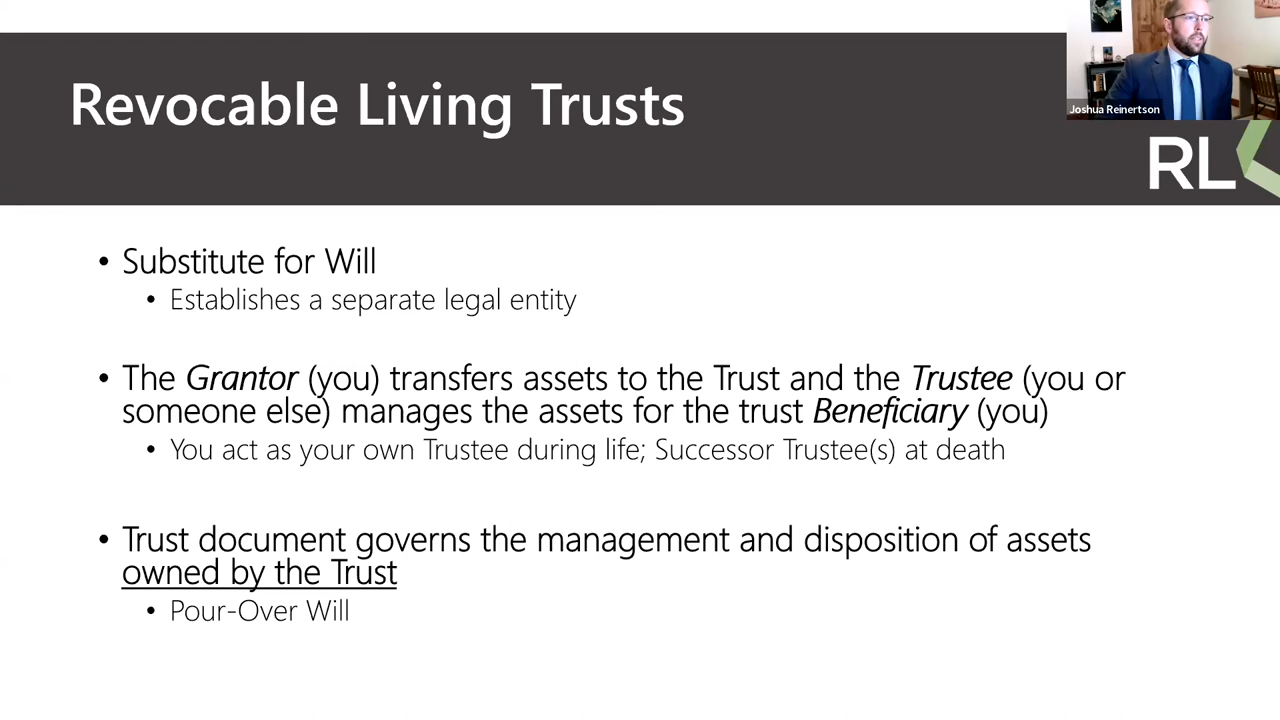 Revocable Living Trusts
Joshua Reinertson
RL
• Substitute for Will
• Establishes a separate legal entity
• The Grantor (you) transfers assets to the Trust and the Trustee (you or
someone else) manages the assets for the trust Beneficiary (you)
• You act as your own Trustee during life; Successor Trustee(s) at death
• Trust document governs the management and disposition of assets
owned by the Trust
• Pour-Over Will